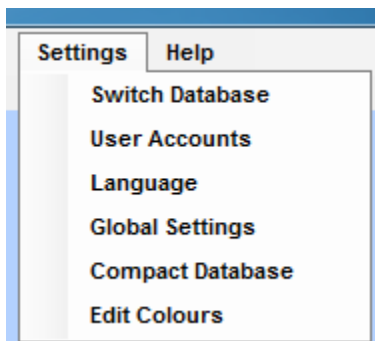 Settings Help
Switch Database
User Accounts
Language
Global Settings
Compact Database
Edit Colours